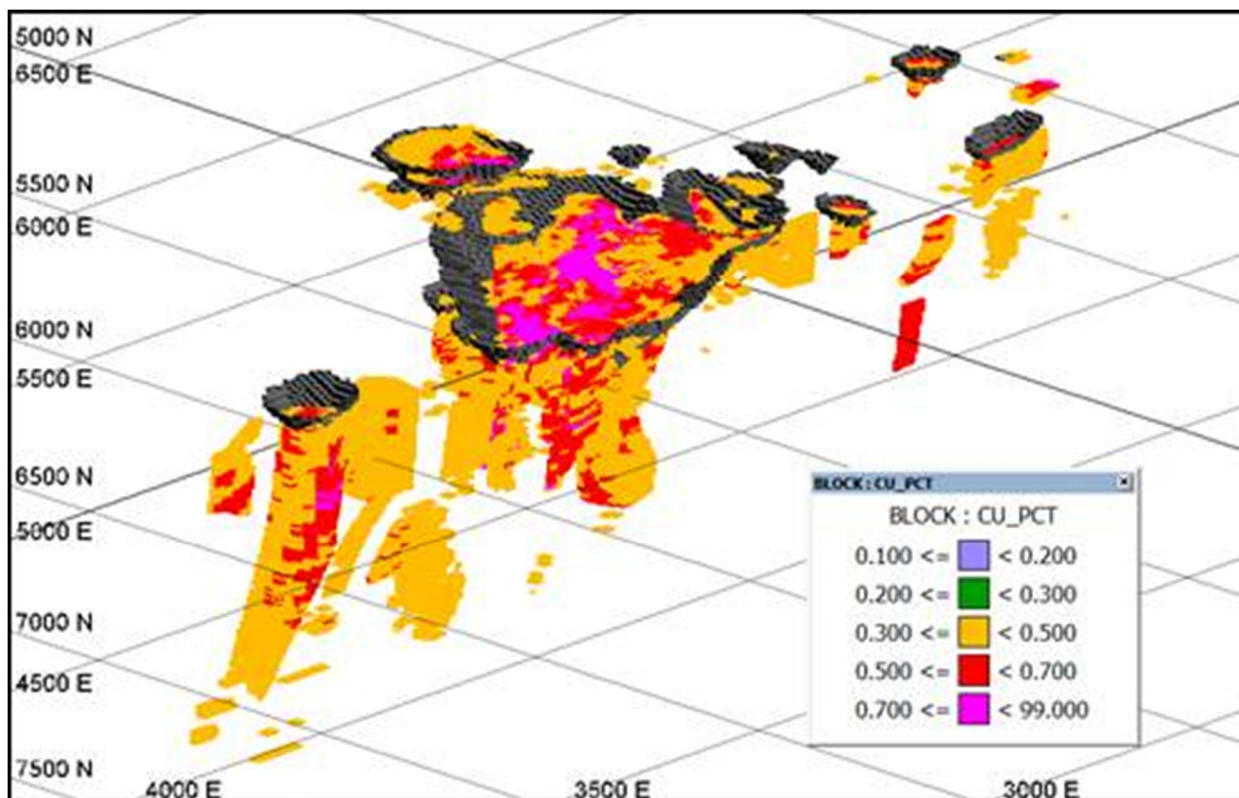 5000 N
6500 E
5500 N
6000 E
6000 N
5500 E
6500 N
5000 E
7000 N
4500 E
7500 N
4000 E
3500 E
3000 E
BLOCK:CU_PCT
BLOCK : CU_PCT
0.100 <= < 0.200
0.200 <= < 0.300
0.300 <= < 0.500
0.500 <= < 0.700
0.700 <= < 99.000